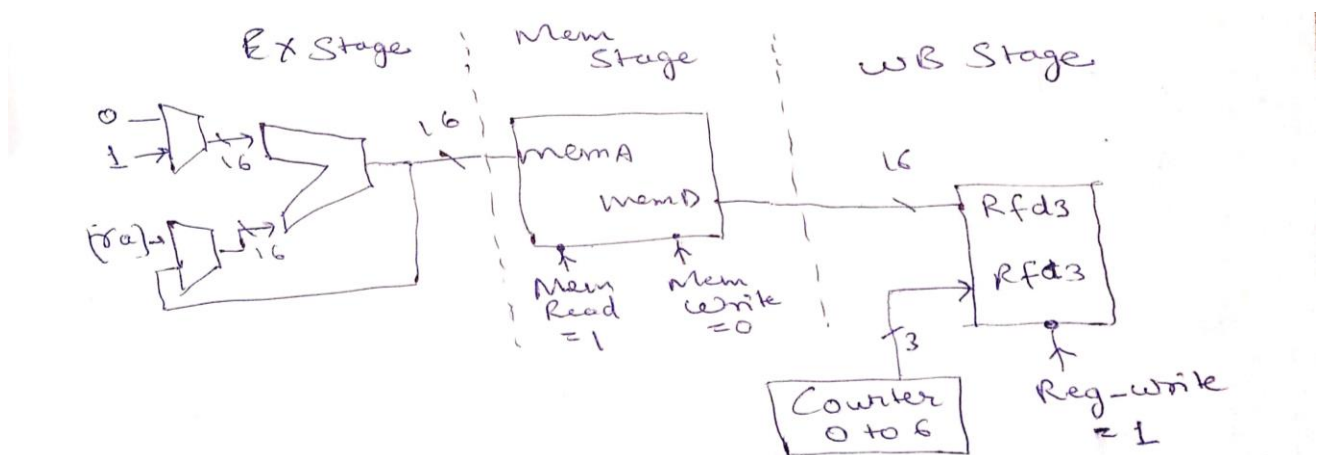 EX Stage
Mem
Stage
WB Stage
0
1
16
16
memA
memD
16
Rfd3
(ra)
16
Rfd3
Mem
Read
=1
Mem
Write
=0
3
Counter
0 to 6
Reg-Write
= 1